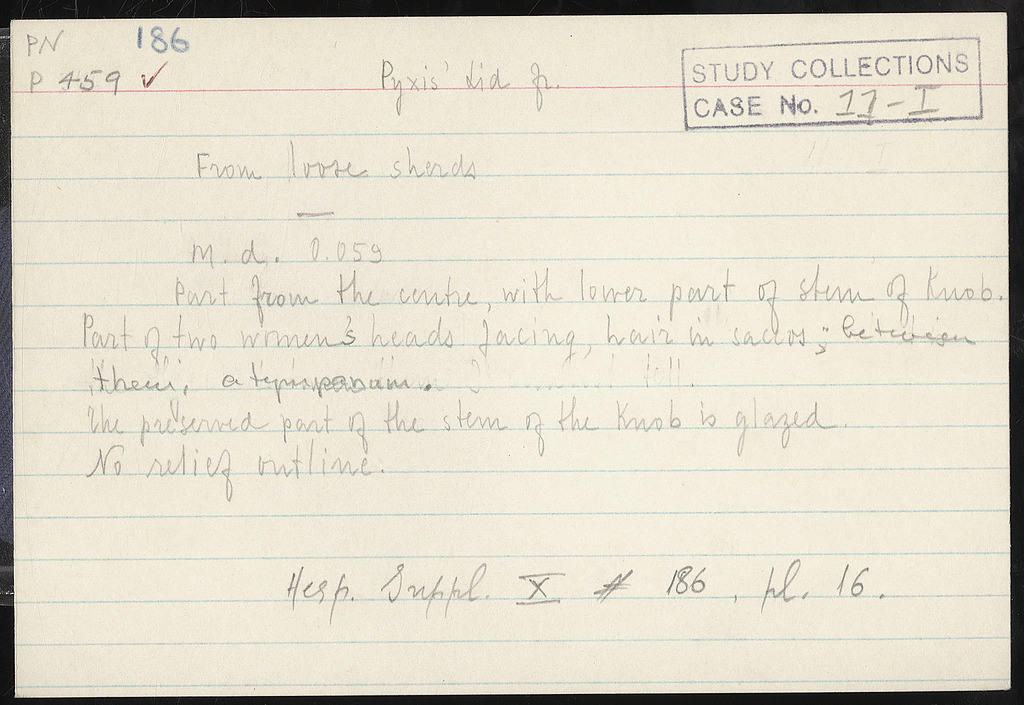 PN 186
P 459 ✓
Pyxis' Lid fr.
STUDY COLLECTIONS
CASE No. 11-I
From loose sherds
—
M. d. 0.059
Part from the centre, with lower part of stem of Knob.
Part of two women's heads facing, hair in saccos; between
them, a tympanum.
The preserved part of the stem of the Knob is glazed.
No relief outline.
Hesp. Suppl. X # 186, pl. 16.